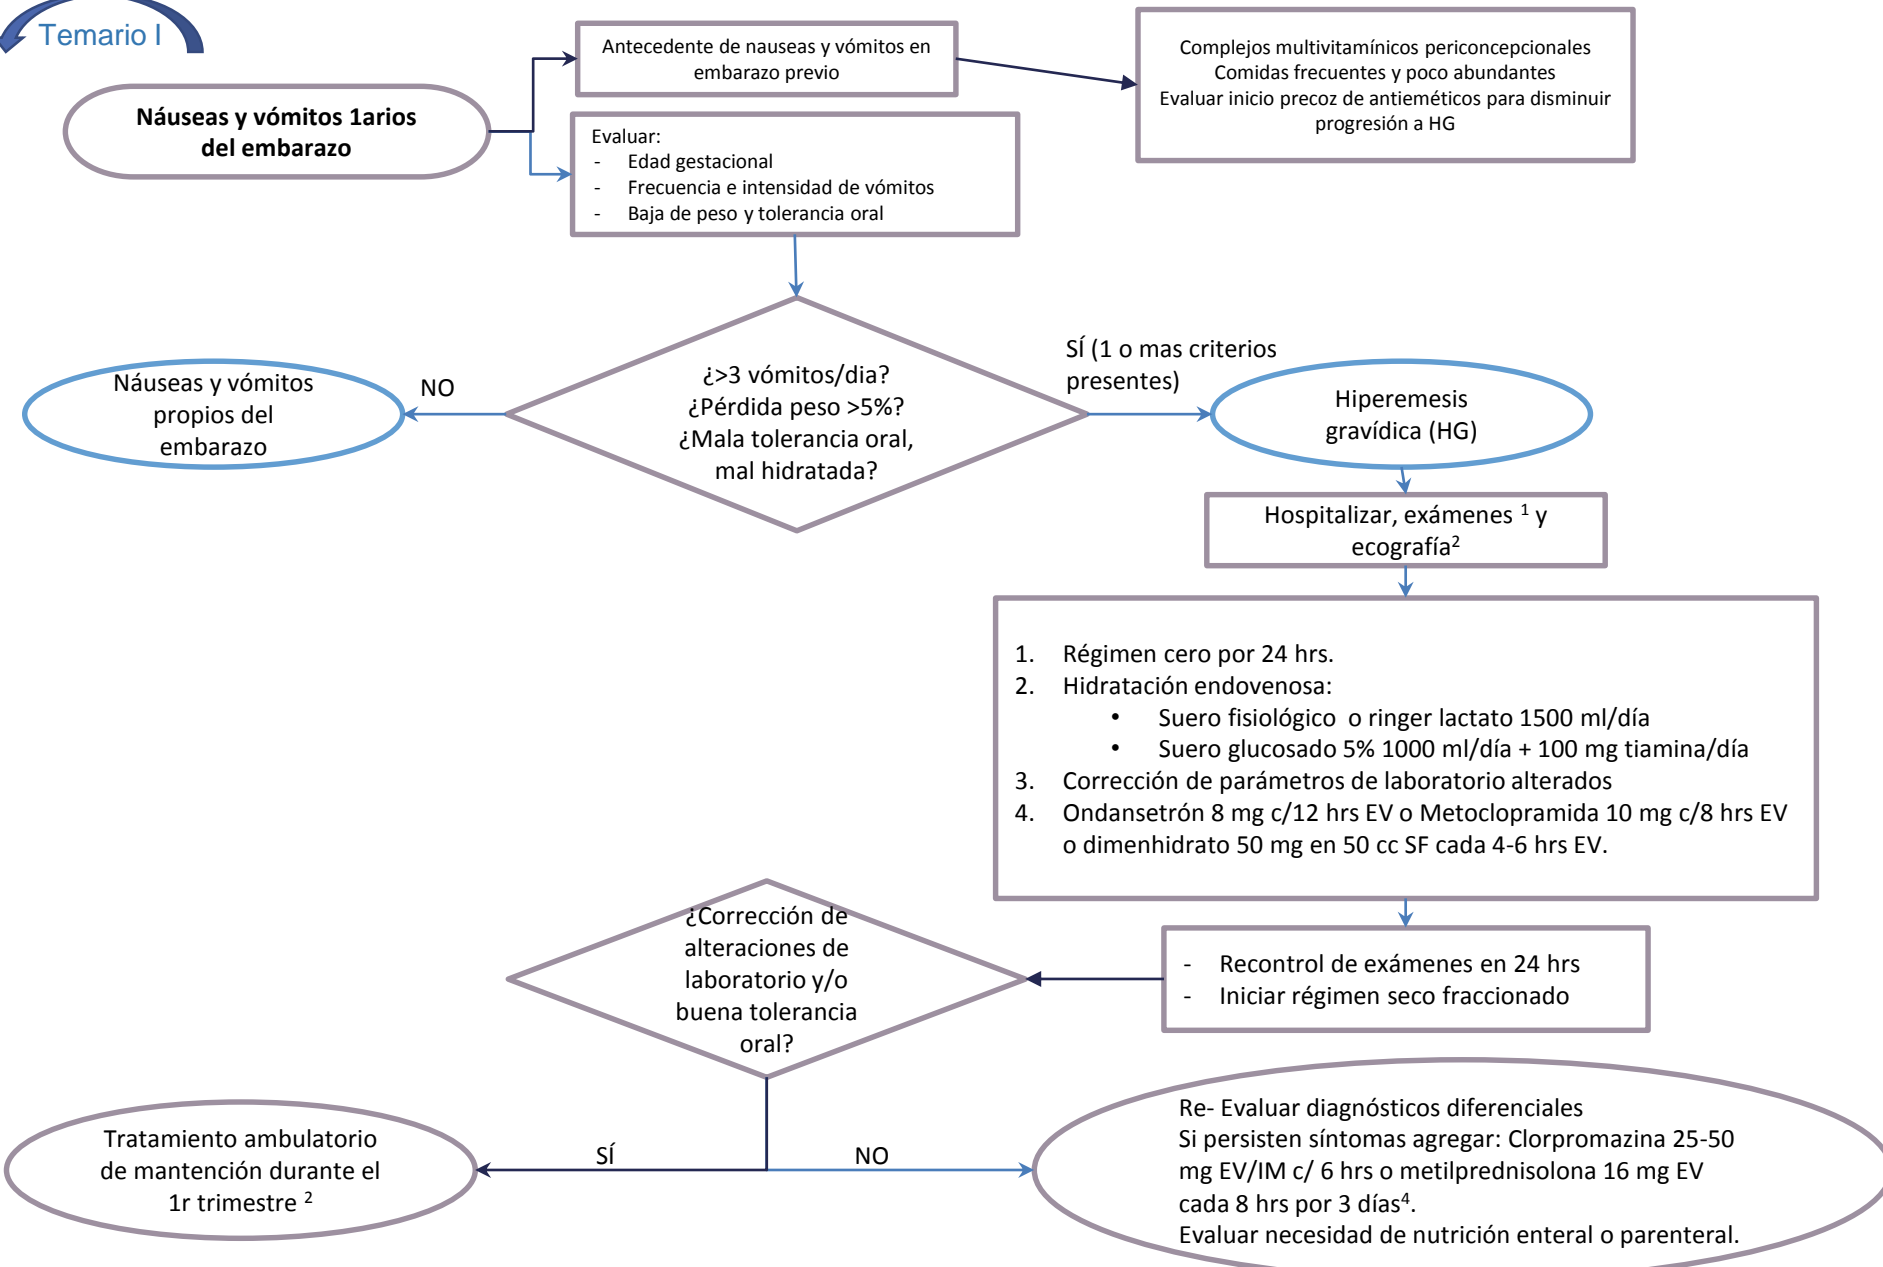 Temario I
Náuseas y vómitos 1arios
del embarazo
Antecedente de nauseas y vómitos en
embarazo previo
Complejos multivitamínicos periconcepcionales
Comidas frecuentes y poco abundantes
Evaluar inicio precoz de antieméticos para disminuir
progresión a HG
Evaluar:
- Edad gestacional
- Frecuencia e intensidad de vómitos
- Baja de peso y tolerancia oral
¿>3 vómitos/dia?
¿Pérdida peso >5%?
¿Mala tolerancia oral,
mal hidratada?
NO
Náuseas y vómitos
propios del
embarazo
SÍ (1 o mas criterios
presentes)
Hiperemesis
gravídica (HG)
Hospitalizar, exámenes ¹ y
ecografía²
1. Régimen cero por 24 hrs.
2. Hidratación endovenosa:
• Suero fisiológico o ringer lactato 1500 ml/día
• Suero glucosado 5% 1000 ml/día + 100 mg tiamina/día
3. Corrección de parámetros de laboratorio alterados
4. Ondansetrón 8 mg c/12 hrs EV o Metoclopramida 10 mg c/8 hrs EV
o dimenhidrato 50 mg en 50 cc SF cada 4-6 hrs EV.
- Recontrol de exámenes en 24 hrs
- Iniciar régimen seco fraccionado
¿Corrección de
alteraciones de
laboratorio y/o
buena tolerancia
oral?
SÍ
Tratamiento ambulatorio
de mantención durante el
1r trimestre ²
NO
Re- Evaluar diagnósticos diferenciales
Si persisten síntomas agregar: Clorpromazina 25-50
mg EV/IM c/ 6 hrs o metilprednisolona 16 mg EV
cada 8 hrs por 3 días⁴.
Evaluar necesidad de nutrición enteral o parenteral.